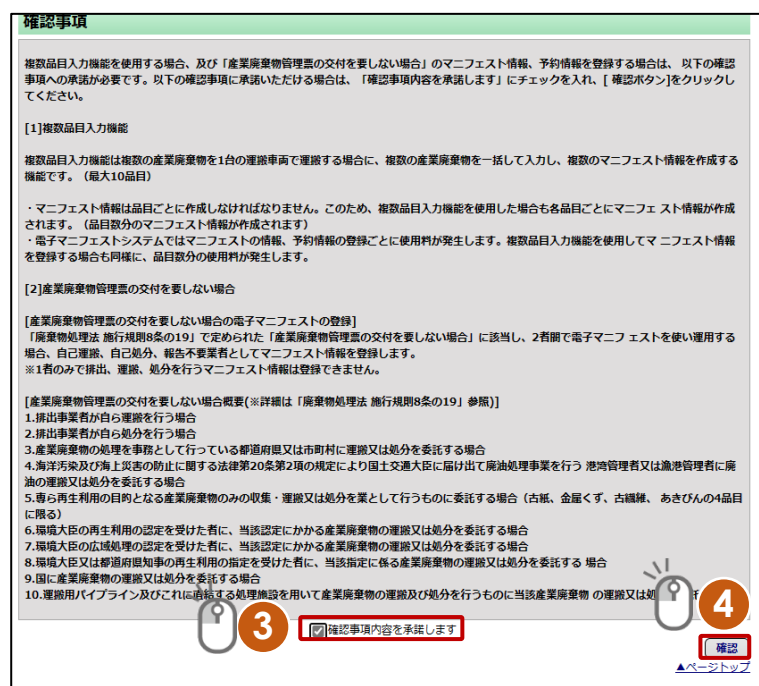 確認事項
複数品目入力機能を使用する場合、及び「産業廃棄物管理票の交付を要しない場合」のマニフェスト情報、予約情報を登録する場合は、 以下の確認
事項への承諾が必要です。以下の確認事項に承諾いただける場合は、「確認事項内容を承諾します」にチェックを入れ、[ 確認ボタン]をクリックし
てください。
[1]複数品目入力機能
複数品目入力機能は複数の産業廃棄物を1台の運搬車両で運搬する場合に、複数の産業廃棄物を一括して入力し、複数のマニフェスト情報を作成する
機能です。（最大10品目）
・マニフェスト情報は品目ごとに作成しなければなりません。このため、複数品目入力機能を使用した場合も各品目ごとにマニフェ スト情報が作成
されます。（品目数分のマニフェスト情報が作成されます）
・電子マニフェストシステムではマニフェストの情報、予約情報の登録ごとに使用料が発生します。複数品目入力機能を使用してマ ニフェスト情報
を登録する場合も同様に、品目数分の使用料が発生します。
[2]産業廃棄物管理票の交付を要しない場合
[産業廃棄物管理票の交付を要しない場合の電子マニフェストの登録]
「廃棄物処理法 施行規則8条の19」で定められた「産業廃棄物管理票の交付を要しない場合」に該当し、2者間で電子マニフ ェストを使い運用する
場合、自己運搬、自己処分、報告不要業者としてマニフェスト情報を登録します。
※1者のみで排出、運搬、処分を行うマニフェスト情報は登録できません。
[産業廃棄物管理票の交付を要しない場合概要(※詳細は「廃棄物処理法 施行規則8条の19」参照)]
1.排出事業者が自ら運搬を行う場合
2.排出事業者が自ら処分を行う場合
3.産業廃棄物の処理を事務として行っている都道府県又は市町村に運搬又は処分を委託する場合
4.海洋汚染及び海上災害の防止に関する法律第20条第2項の規定により国土交通大臣に届け出て廃油処理事業を行う 港湾管理者又は漁港管理者に廃
油の運搬又は処分を委託する場合
5.専ら再生利用の目的となる産業廃棄物のみの収集・運搬又は処分を業として行うものに委託する場合（古紙、金屋くず、古繊維、 あきびんの4品目
に限る）
6.環境大臣の再生利用の認定を受けた者に、当該認定にかかる産業廃棄物の運搬又は処分を委託する場合
7.環境大臣の広域処理の認定を受けた者に、当該認定にかかる産業廃棄物の運搬又は処分を委託する場合
8.環境大臣又は都道府県知事の再生利用の指定を受けた者に、当該指定に係る産業廃棄物の運搬又は処分を委託する 場合
9.国に産業廃棄物の運搬又は処分を委託する場合
10.運搬用パイプライン及びこれに直結する処理施設を用いて産業廃棄物の運搬及び処分を行うものに当該産業廃棄物 の運搬又は処
3
確認事項内容を承諾します
4
確認
▲ページトップ